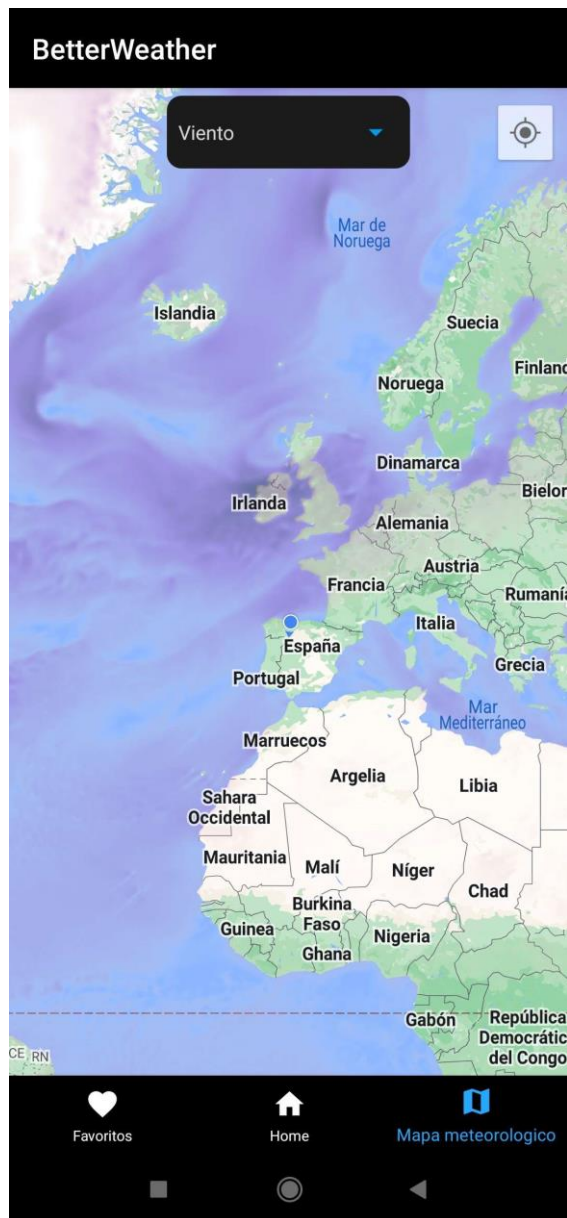 BetterWeather
Viento
Mar de
Noruega
Islandia
Suecia
Finlanc
Noruega
Dinamarca
Irlanda
Bielor
Alemania
Austria
Francia
Rumanía
Italia
España
Grecia
Portugal
Mar
Mediterráneo
Marruecos
Argelia
Libia
Sahara
Occidental
Mauritania
Malí
Níger
Chad
Burkina
Faso
Guinea
Nigeria
Ghana
Gabón
República
Democrátic
del Congo
CE
RN
Favoritos
Home
Mapa meteorologico